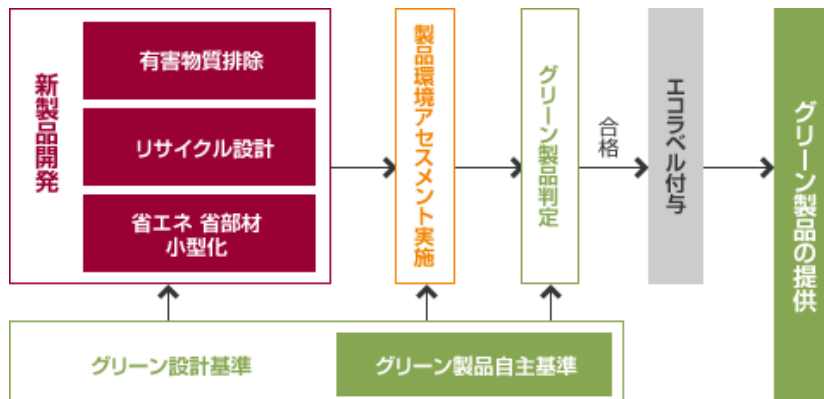 新製品開発
有害物質排除
リサイクル設計
省エネ 省部材
小型化
製品環境アセスメント実施
グリーン製品判定
合格
エコラベル付与
グリーン製品の提供
グリーン設計基準
グリーン製品自主基準